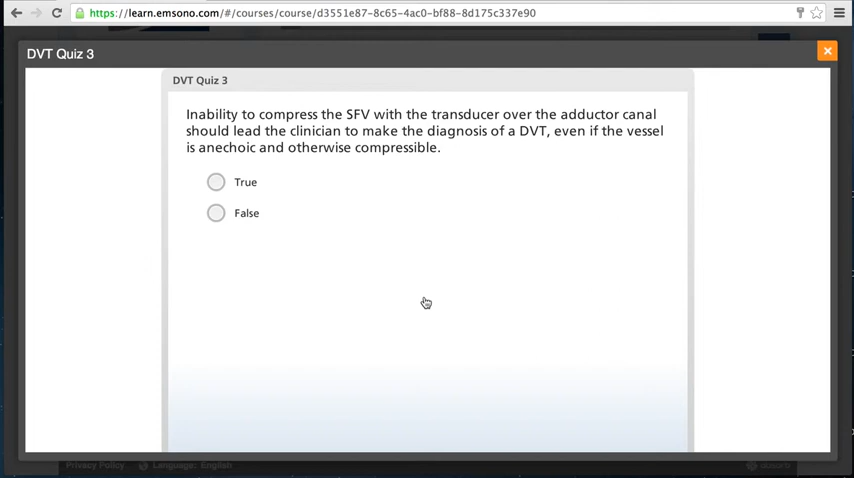 https://learn.emsono.com/#/courses/course/d3551e87-8c65-4ac0-bf88-8d175c337e90
DVT Quiz 3
DVT Quiz 3
Inability to compress the SFV with the transducer over the adductor canal
should lead the clinician to make the diagnosis of a DVT, even if the vessel
is anechoic and otherwise compressible.
True
False
Privacy Policy Language: English